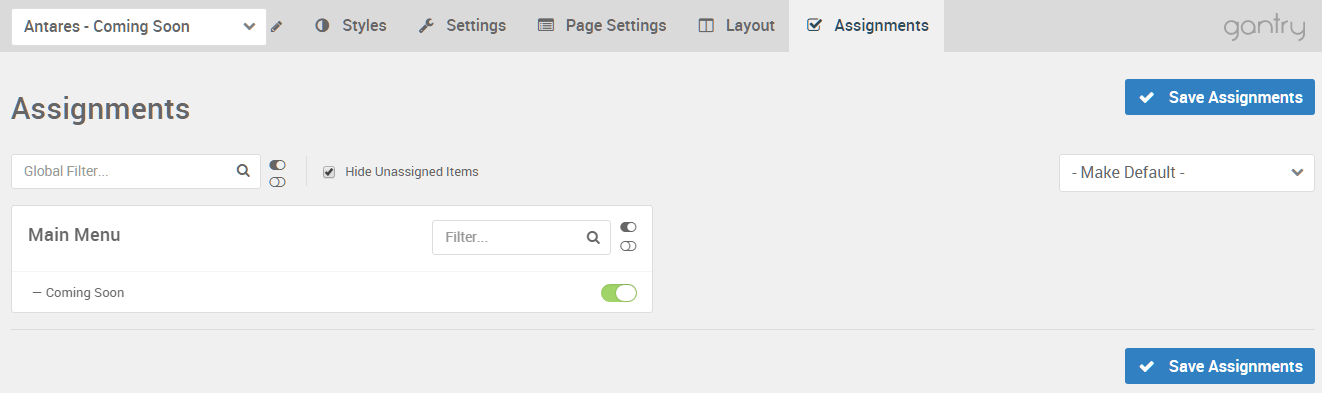 Antares - Coming Soon
Styles
Settings
Page Settings
Layout
Assignments
gantry
Assignments
Save Assignments
Global Filter...
Hide Unassigned Items
- Make Default -
Main Menu
Filter...
— Coming Soon
Save Assignments